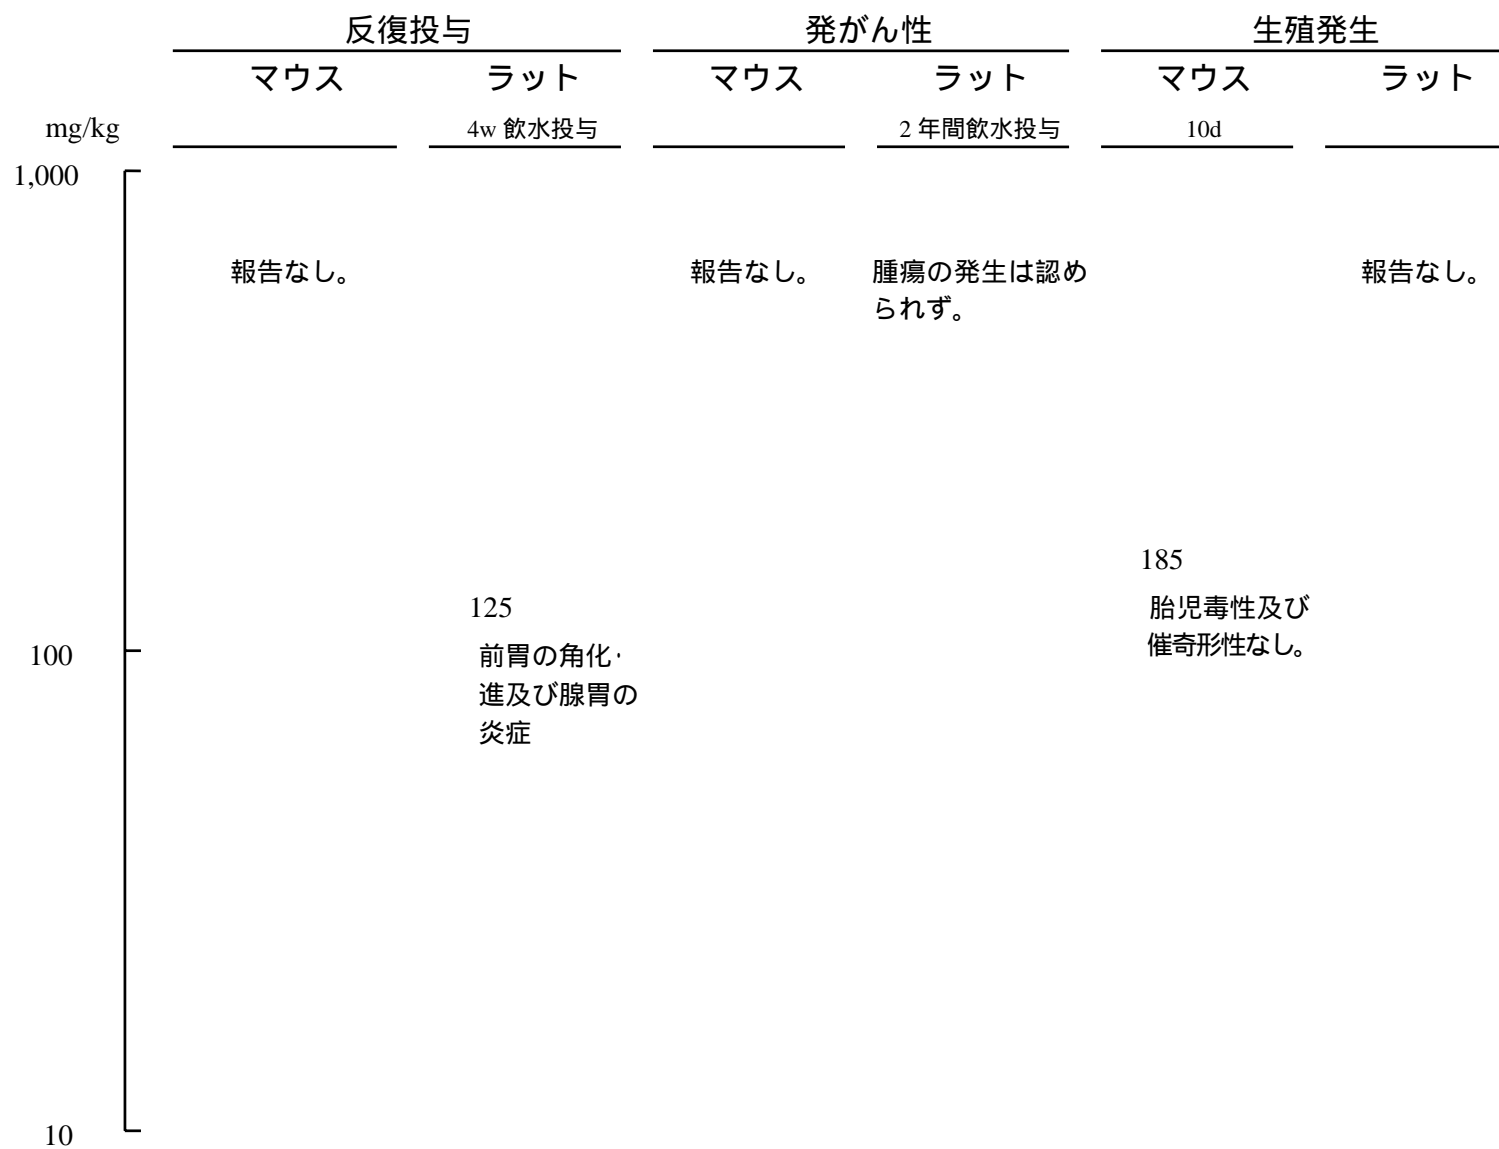 反復投与 発がん性 生殖発生
マウス ラット マウス ラット マウス ラット
mg/kg 4w 飲水投与 2 年間飲水投与 10d
1,000
報告なし。 報告なし。 腫瘍の発生は認め 報告なし。
られず。
185
125 胎児毒性及び
100 前胃の角化・ 催奇形性なし。
進及び腺胃の
炎症
10